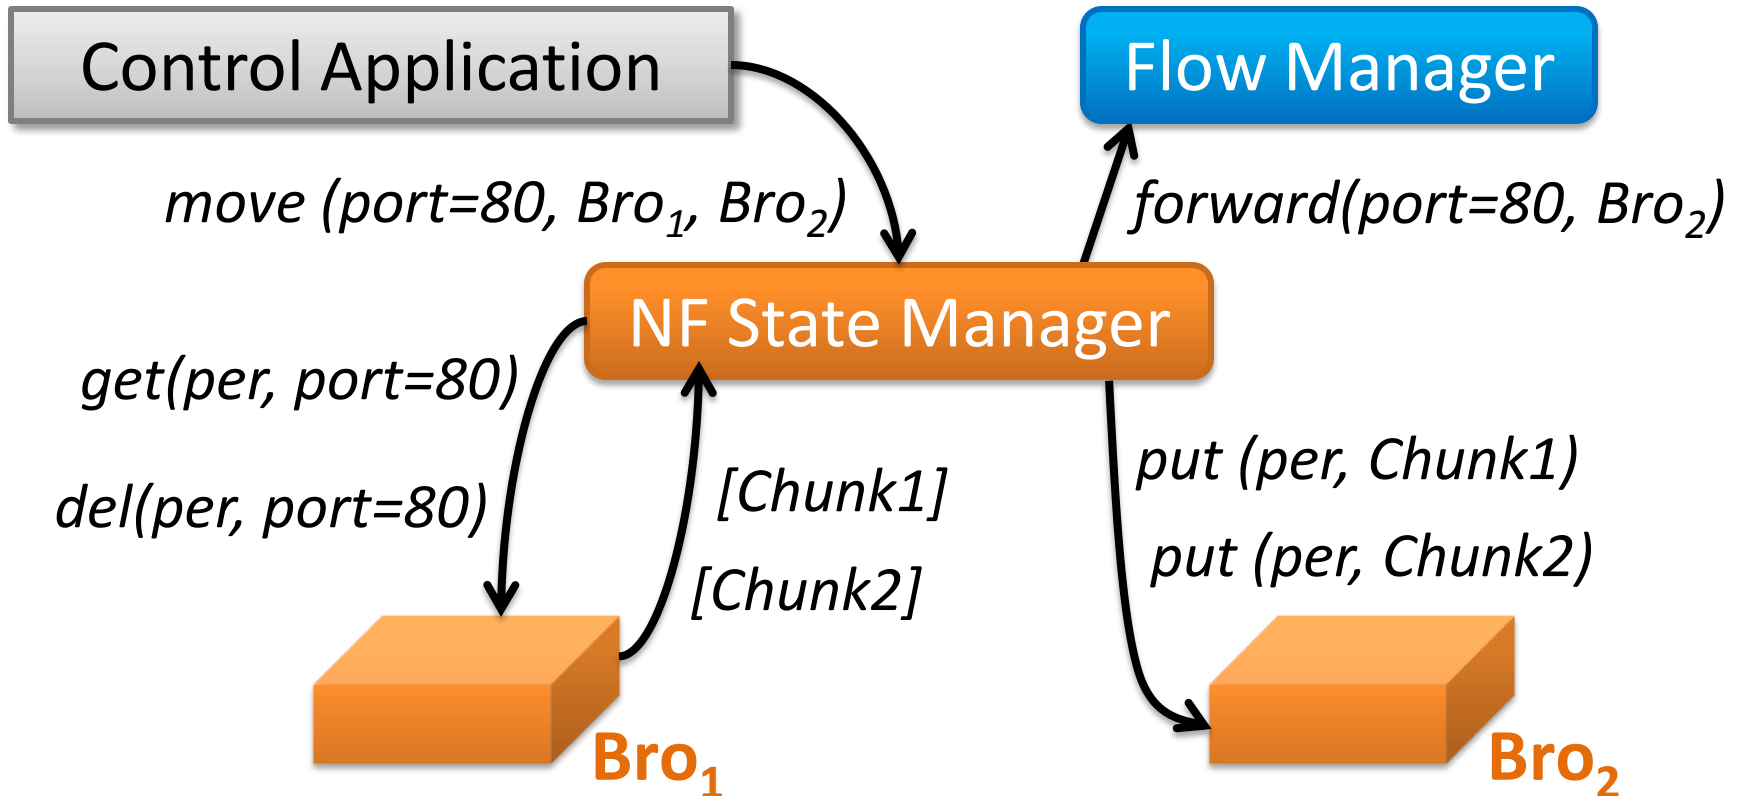 Control Application
Flow Manager
move (port=80, Bro₁, Bro₂)
forward(port=80, Bro₂)
NF State Manager
get(per, port=80)
del(per, port=80)
[Chunk1]
[Chunk2]
put (per, Chunk1)
put (per, Chunk2)
Bro₁
Bro₂